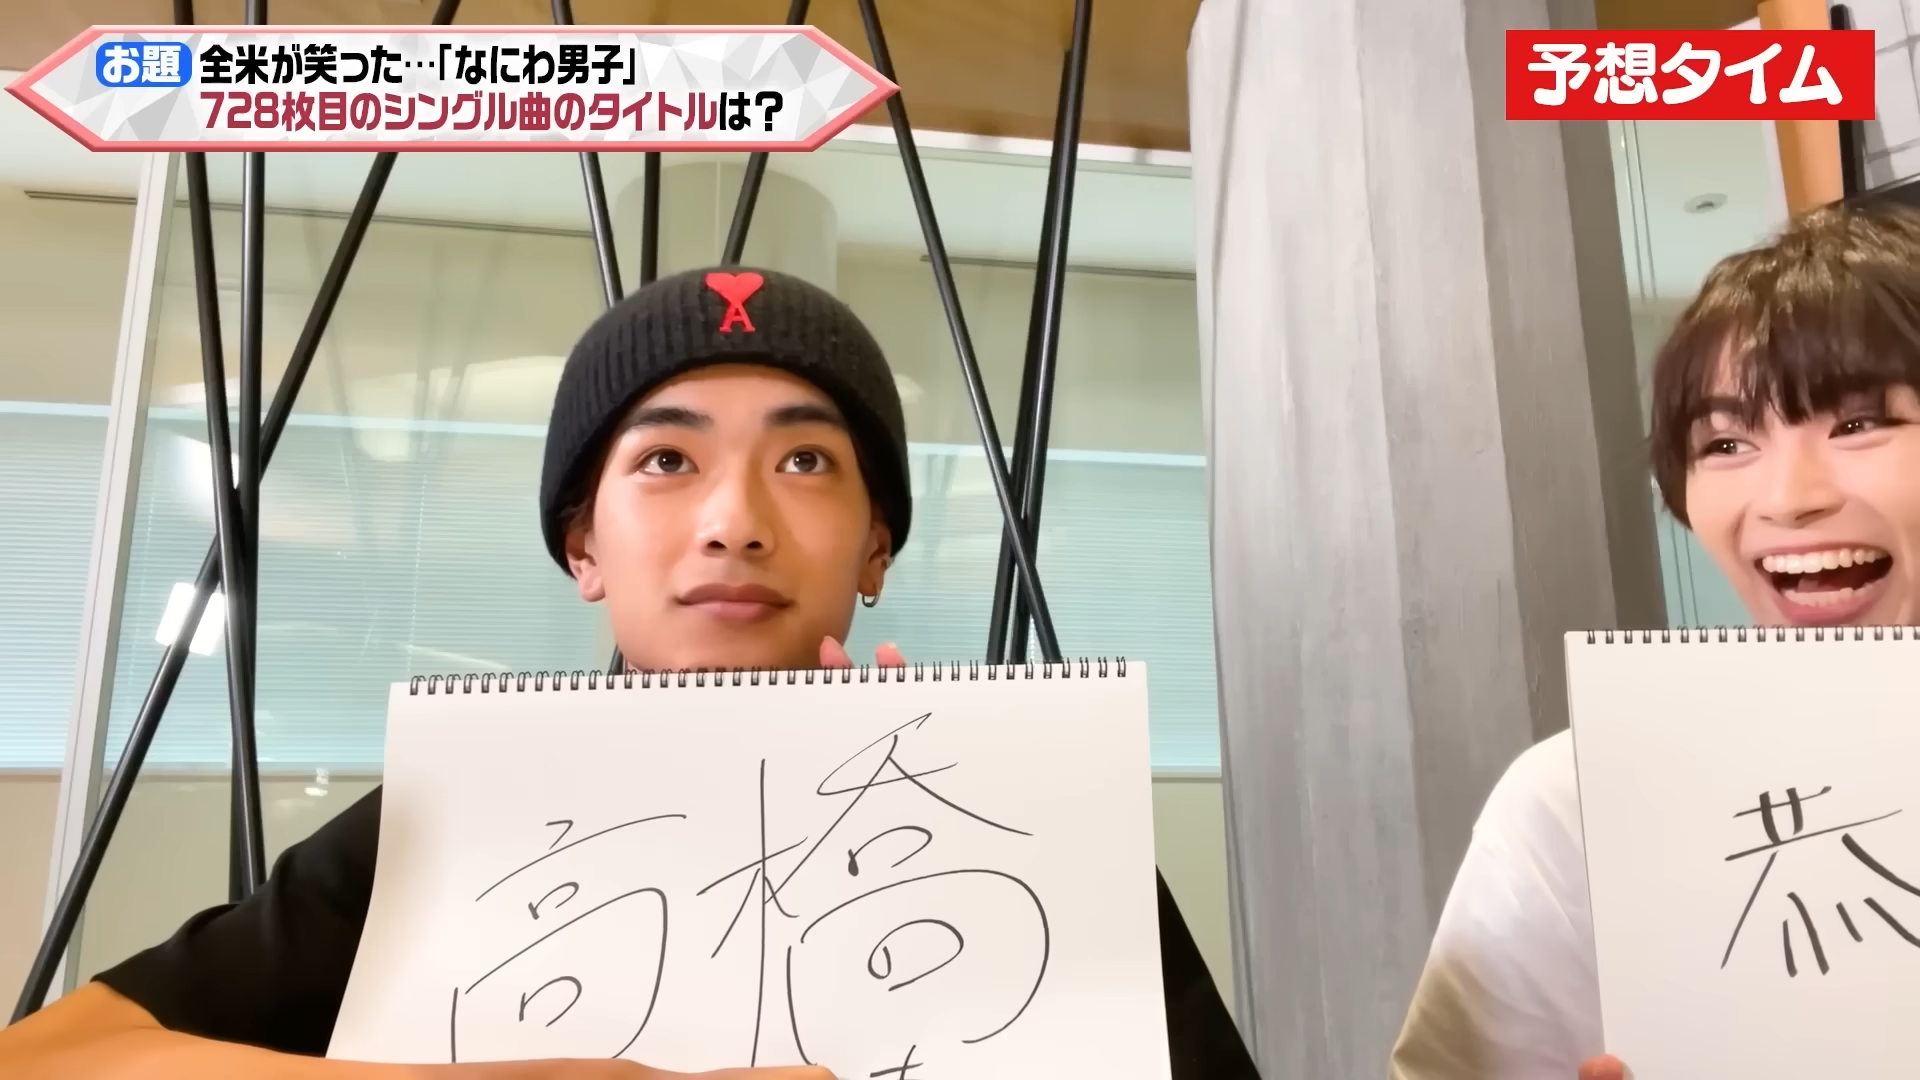 お題 全米が笑った…「なにわ男子」
728枚目のシングル曲のタイトルは？
予想タイム
A
高橋
恭